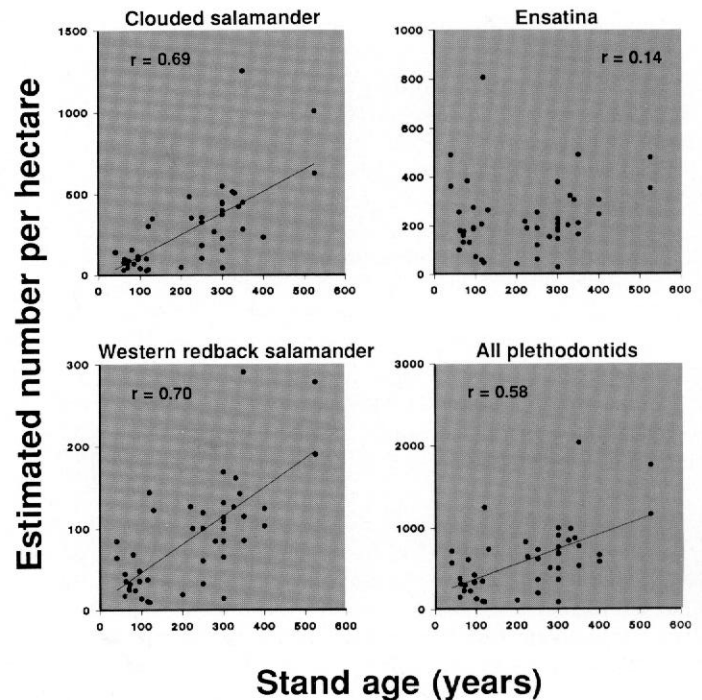 Clouded salamander
Ensatina
1500
1000
500
0
r = 0.69
0 100 200 300 400 500 600
1000
800
600
400
200
0
r = 0.14
0 100 200 300 400 500 600
Western redback salamander
All plethodontids
300
200
100
0
r = 0.70
0 100 200 300 400 500 600
3000
2000
1000
0
r = 0.58
0 100 200 300 400 500 600
Estimated number per hectare
Stand age (years)